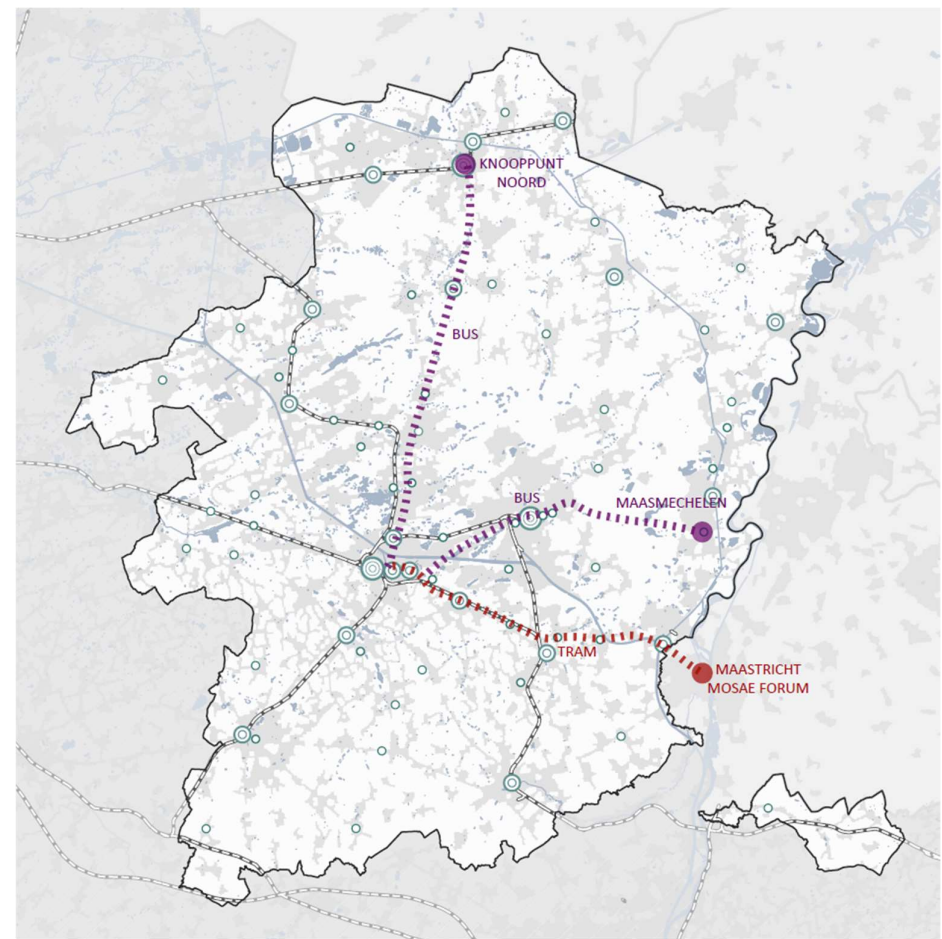 KNOOPPUNT
NOORD
BUS
BUS
MAASMECHELEN
TRAM
MAASTRICHT
MOSAE FORUM